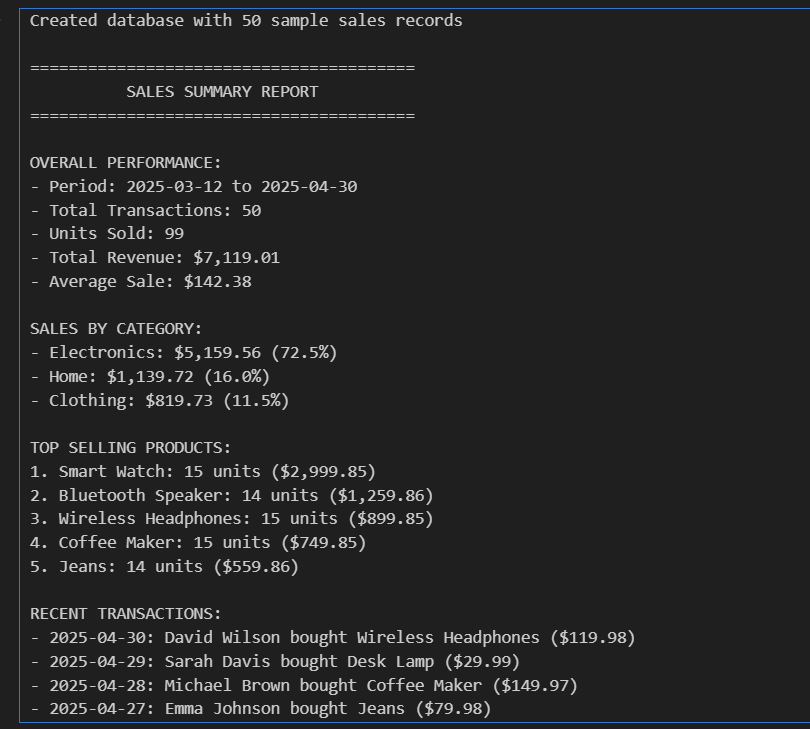 Created database with 50 sample sales records
========================================
SALES SUMMARY REPORT
========================================
OVERALL PERFORMANCE:
- Period: 2025-03-12 to 2025-04-30
- Total Transactions: 50
- Units Sold: 99
- Total Revenue: $7,119.01
- Average Sale: $142.38
SALES BY CATEGORY:
- Electronics: $5,159.56 (72.5%)
- Home: $1,139.72 (16.0%)
- Clothing: $819.73 (11.5%)
TOP SELLING PRODUCTS:
1. Smart Watch: 15 units ($2,999.85)
2. Bluetooth Speaker: 14 units ($1,259.86)
3. Wireless Headphones: 15 units ($899.85)
4. Coffee Maker: 15 units ($749.85)
5. Jeans: 14 units ($559.86)
RECENT TRANSACTIONS:
- 2025-04-30: David Wilson bought Wireless Headphones ($119.98)
- 2025-04-29: Sarah Davis bought Desk Lamp ($29.99)
- 2025-04-28: Michael Brown bought Coffee Maker ($149.97)
- 2025-04-27: Emma Johnson bought Jeans ($79.98)